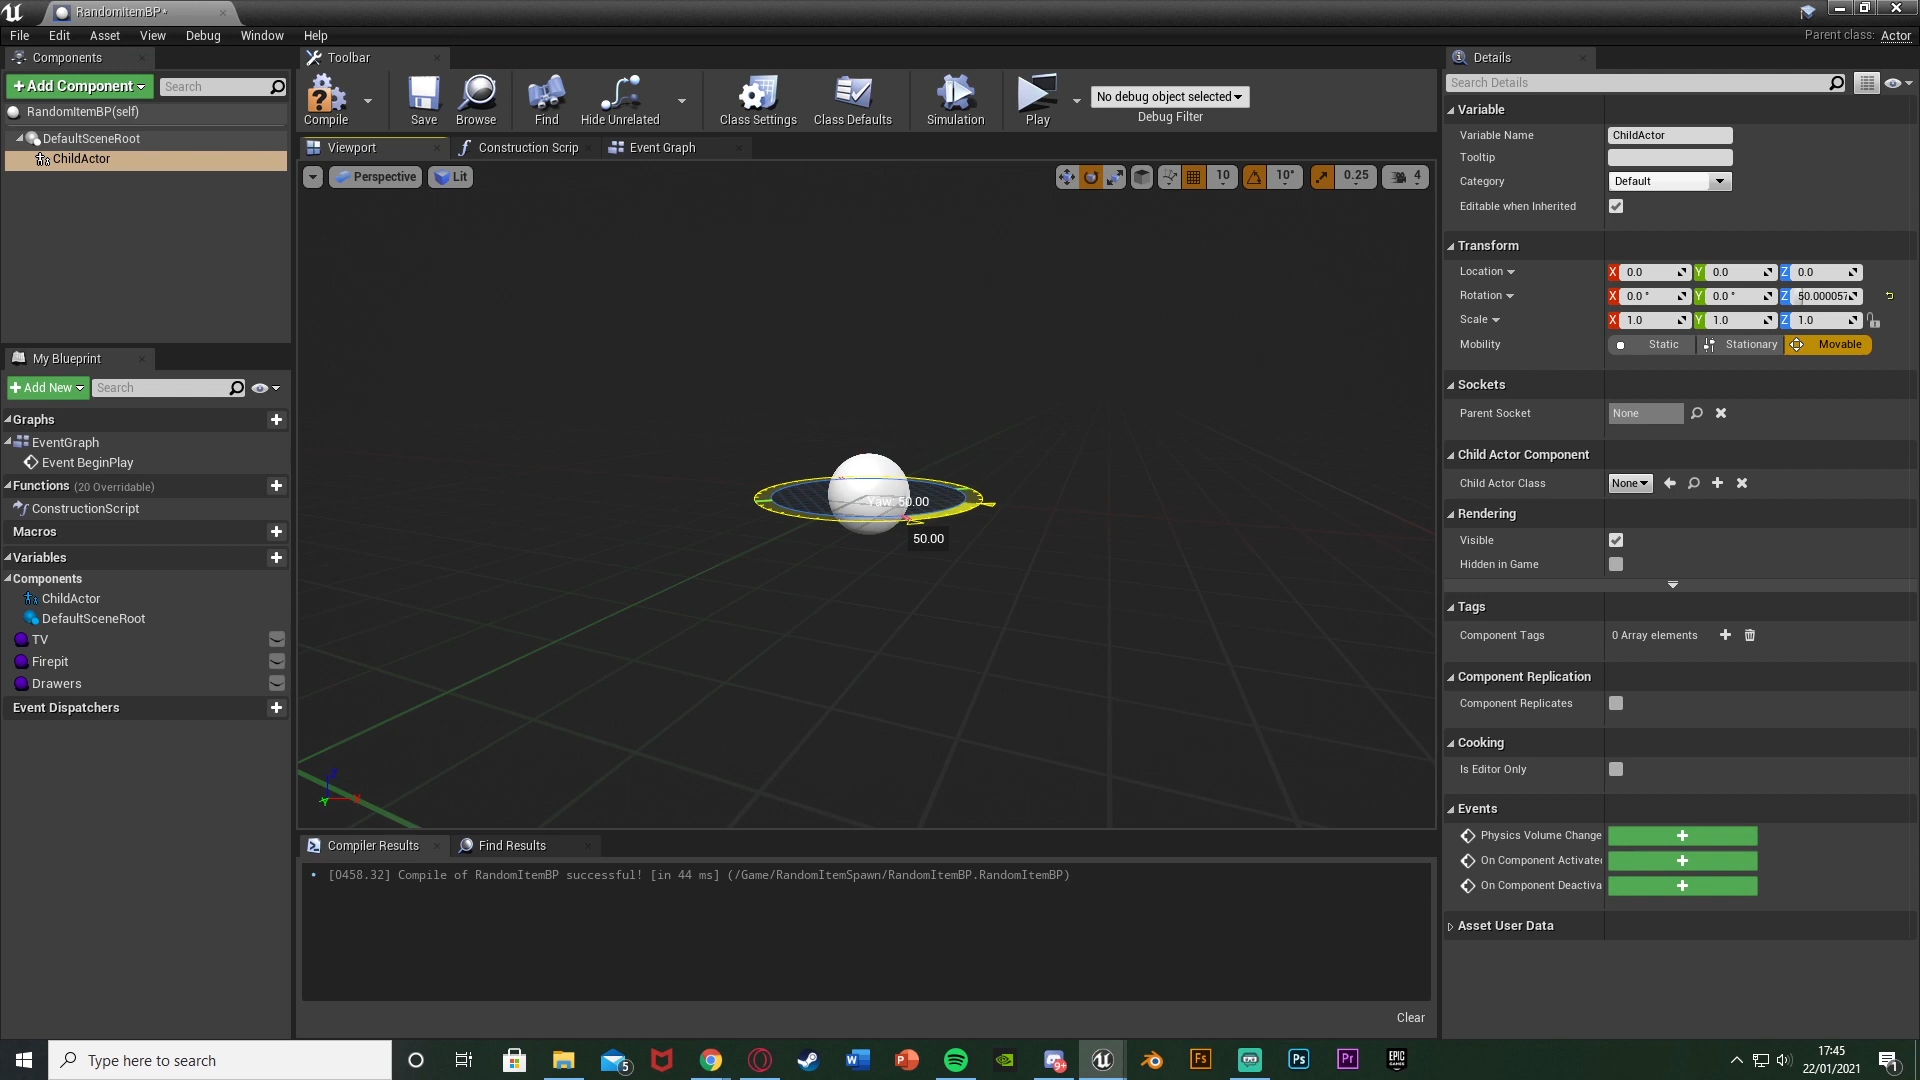 RandomItemBP*
File Edit Asset View Debug Window Help
Parent class: Actor
Components
+Add Component
Search
RandomItemBP(self)
DefaultSceneRoot
ChildActor
My Blueprint
+Add New
Search
Graphs
EventGraph
Event BeginPlay
Functions (20 Overridable)
ConstructionScript
Macros
Variables
Components
ChildActor
DefaultSceneRoot
TV
Firepit
Drawers
Event Dispatchers
Toolbar
Compile
Save
Browse
Find
Hide Unrelated
Class Settings
Class Defaults
Simulation
Play
No debug object selected
Debug Filter
Viewport
Construction Scrip
Event Graph
Perspective
Lit
10
10°
0.25
4
Yaw: 50.00
50.00
Z
Y
X
Compiler Results
Find Results
[0458.32] Compile of RandomItemBP successful! [in 44 ms] (/Game/RandomItemSpawn/RandomItemBP.RandomItemBP)
Clear
Details
Search Details
Variable
Variable Name ChildActor
Tooltip
Category Default
Editable when Inherited
Transform
Location X 0.0 Y 0.0 Z 0.0
Rotation X 0.0 ° Y 0.0 ° Z 50.000057
Scale X 1.0 Y 1.0 Z 1.0
Mobility Static Stationary Movable
Sockets
Parent Socket None
Child Actor Component
Child Actor Class None
Rendering
Visible
Hidden in Game
Tags
Component Tags 0 Array elements
Component Replication
Component Replicates
Cooking
Is Editor Only
Events
Physics Volume Change
On Component Activate
On Component Deactiva
Asset User Data
Type here to search
5
W
P
9+
Fs
Ps
Pr
EPIC GAMES
17:45
22/01/2021
1